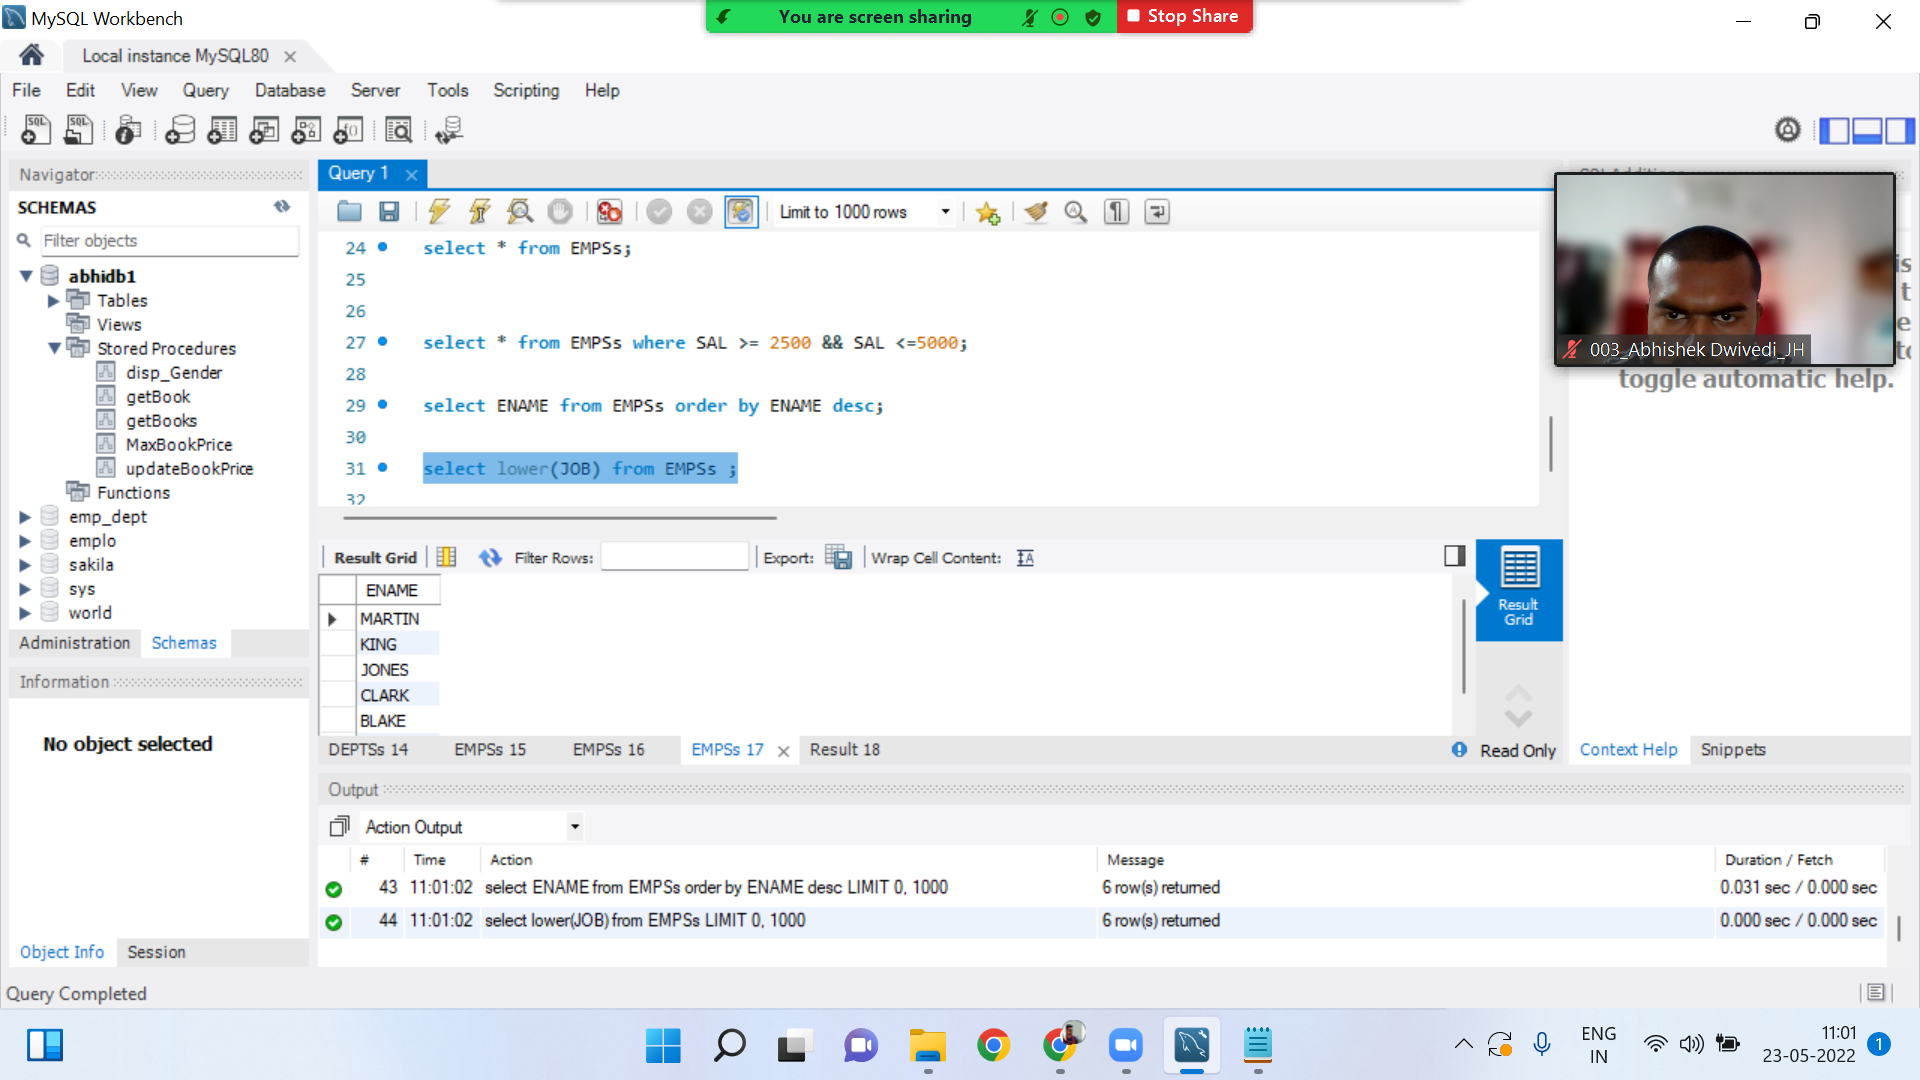 MySQL Workbench
You are screen sharing
Stop Share
Local instance MySQL80
File Edit View Query Database Server Tools Scripting Help
Navigator
SCHEMAS
Filter objects
abhidb1
Tables
Views
Stored Procedures
disp_Gender
getBook
getBooks
MaxBookPrice
updateBookPrice
Functions
emp_dept
emplo
sakila
sys
world
Administration Schemas
Information
No object selected
Object Info Session
Query Completed
Query 1
Limit to 1000 rows
24 select * from EMPSs;
25
26
27 select * from EMPSs where SAL >= 2500 && SAL <=5000;
28
29 select ENAME from EMPSs order by ENAME desc;
30
31 select lower(JOB) from EMPSs ;
32
003_Abhishek Dwivedi_JH
toggle automatic help.
Result Grid Filter Rows: Export: Wrap Cell Content:
ENAME
MARTIN
KING
JONES
CLARK
BLAKE
Result
Grid
DEPTSs 14 EMPSs 15 EMPSs 16 EMPSs 17 Result 18
Read Only
Context Help Snippets
Output
Action Output
# Time Action Message Duration / Fetch
43 11:01:02 select ENAME from EMPSs order by ENAME desc LIMIT 0, 1000 6 row(s) returned 0.031 sec / 0.000 sec
44 11:01:02 select lower(JOB) from EMPSs LIMIT 0, 1000 6 row(s) returned 0.000 sec / 0.000 sec
ENG
IN
11:01
23-05-2022
1